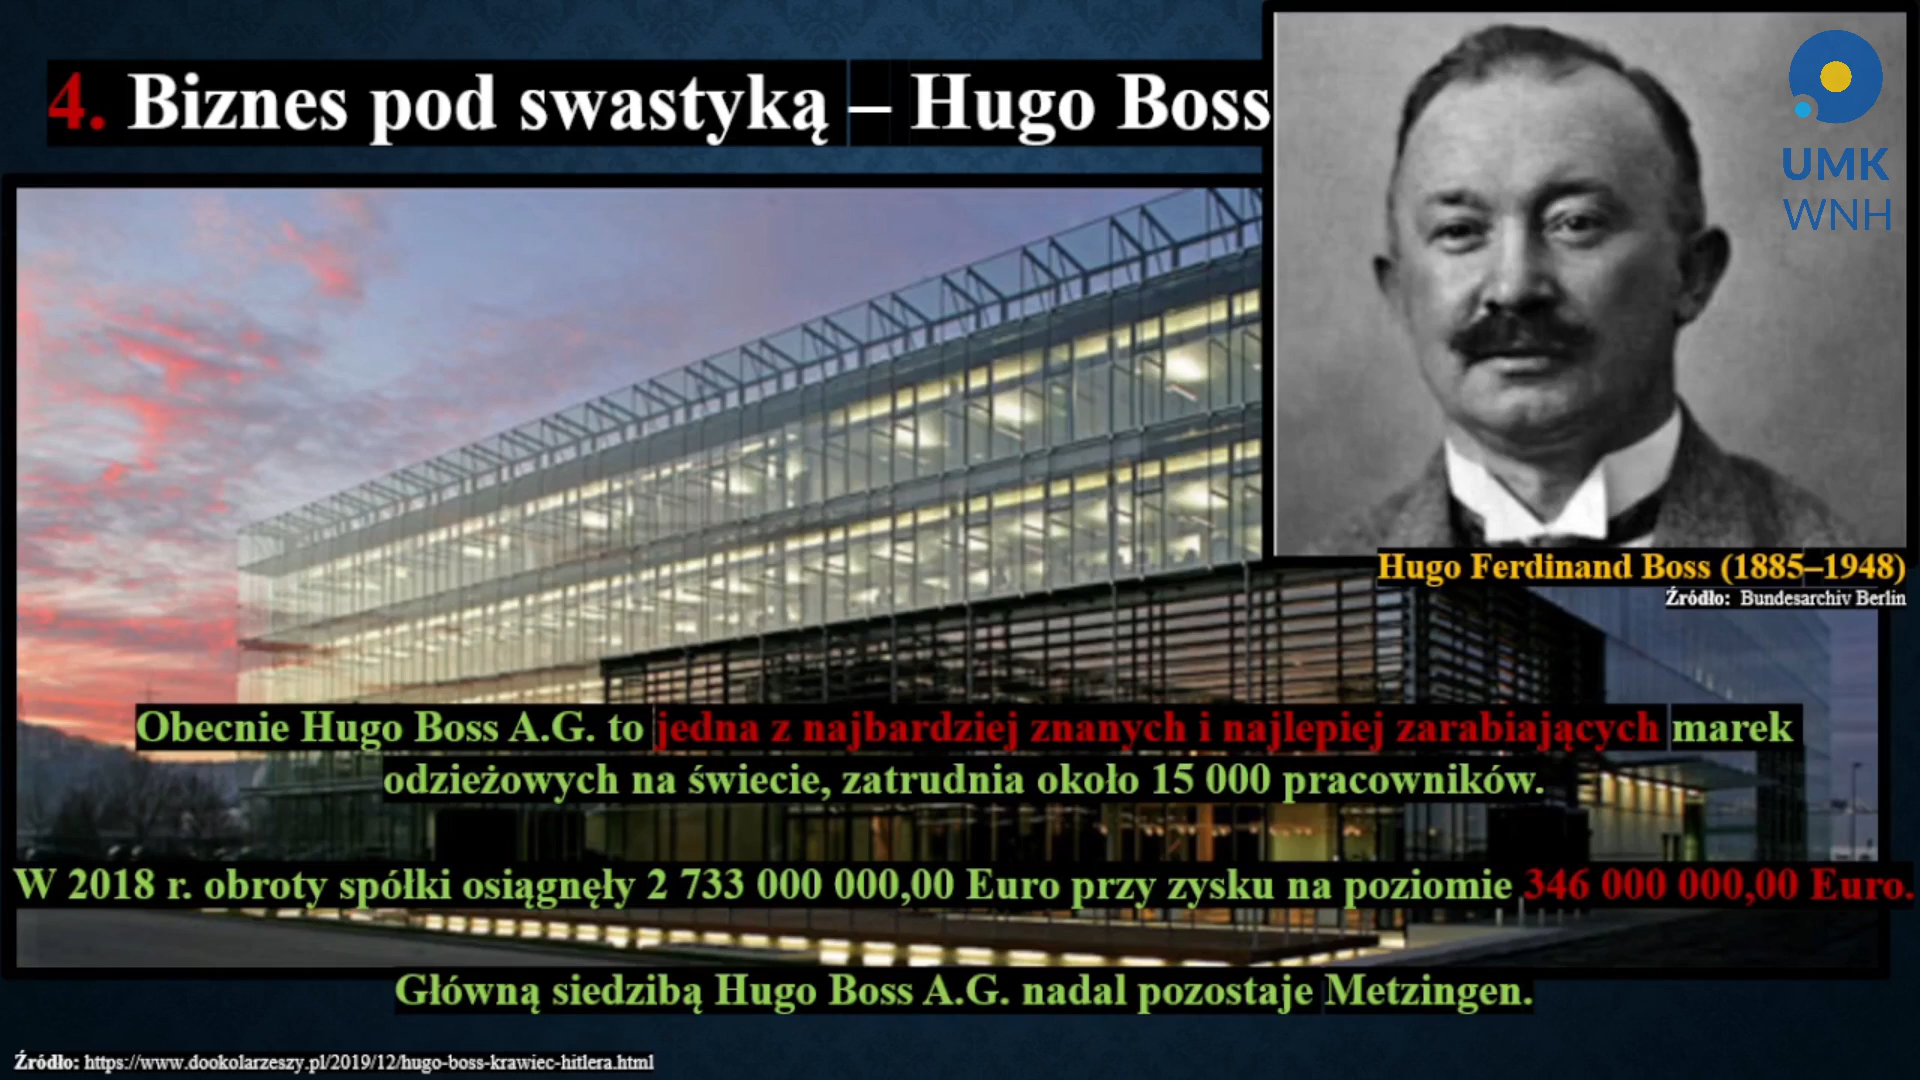 4. Biznes pod swastyką – Hugo Boss
UMK
WNH
Hugo Ferdinand Boss (1885–1948)
Źródło: Bundesarchiv Berlin
Obecnie Hugo Boss A.G. to jedna z najbardziej znanych i najlepiej zarabiających marek
odzieżowych na świecie, zatrudnia około 15 000 pracowników.
W 2018 r. obroty spółki osiągnęły 2 733 000 000,00 Euro przy zysku na poziomie 346 000 000,00 Euro.
Główną siedzibą Hugo Boss A.G. nadal pozostaje Metzingen.
Źródło: https://www.dookolarzeszy.pl/2019/12/hugo-boss-krawiec-hitlera.html